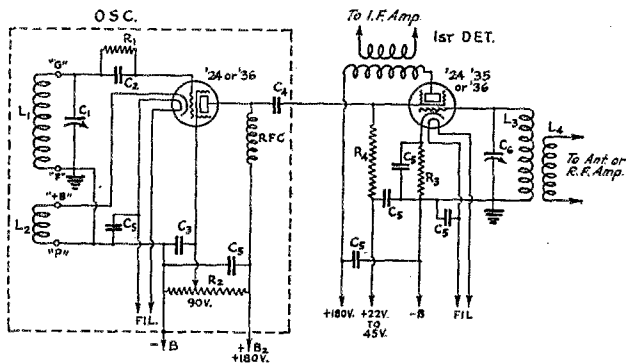 OSC.
To I.F. Amp.
1ST DET.
R1
"G"
C2
'24 or '36
C4
'24 '35
or '36
L1
C1
RFC
R4
C5
R3
C6
L3
L4
To Ant or
R.F. Amp.
"F"
"+B"
L2
C5
C3
C5
C5
"P"
C5
C5
R2
90V.
FIL.
-B
+B2
+180V.
+180V.
+22V.
TO
45V.
-B
FIL